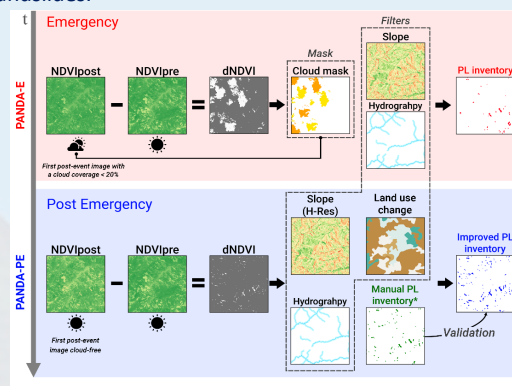 t
Emergency
PANDA-E
NDVIpost
NDVIpre
dNDVI
Mask
Cloud mask
Filters
Slope
Hydrograhpy
PL inventory
First post-event image with
a cloud coverage < 20%
Post Emergency
PANDA-PE
NDVIpost
NDVIpre
dNDVI
Slope
(H-Res)
Land use
change
Hydrograhpy
Manual PL
inventory*
Improved PL
inventory
Validation
First post-event
image cloud-free